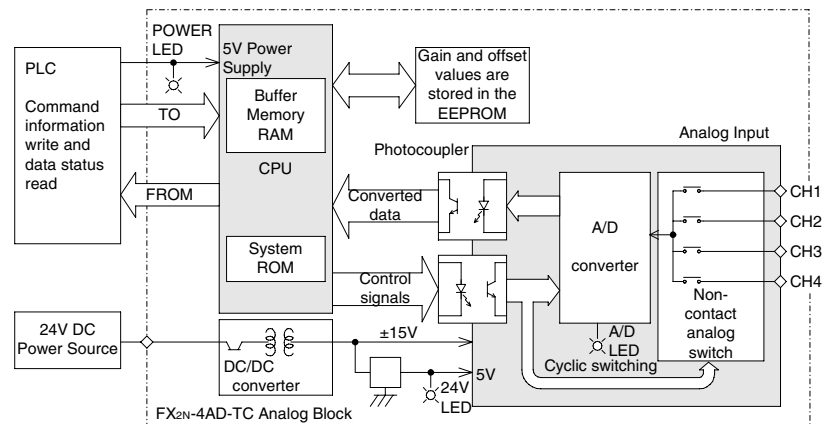 POWER
LED
5V Power
Supply
PLC
Command
information
write and
data status
read
TO
FROM
Buffer
Memory
RAM
CPU
System
ROM
Gain and offset
values are
stored in the
EEPROM
Photocoupler
Analog Input
Converted
data
Control
signals
A/D
converter
CH1
CH2
CH3
CH4
Non-
contact
analog
switch
A/D
LED
Cyclic switching
24V DC
Power Source
DC/DC
converter
±15V
5V
24V
LED
FX2N-4AD-TC Analog Block